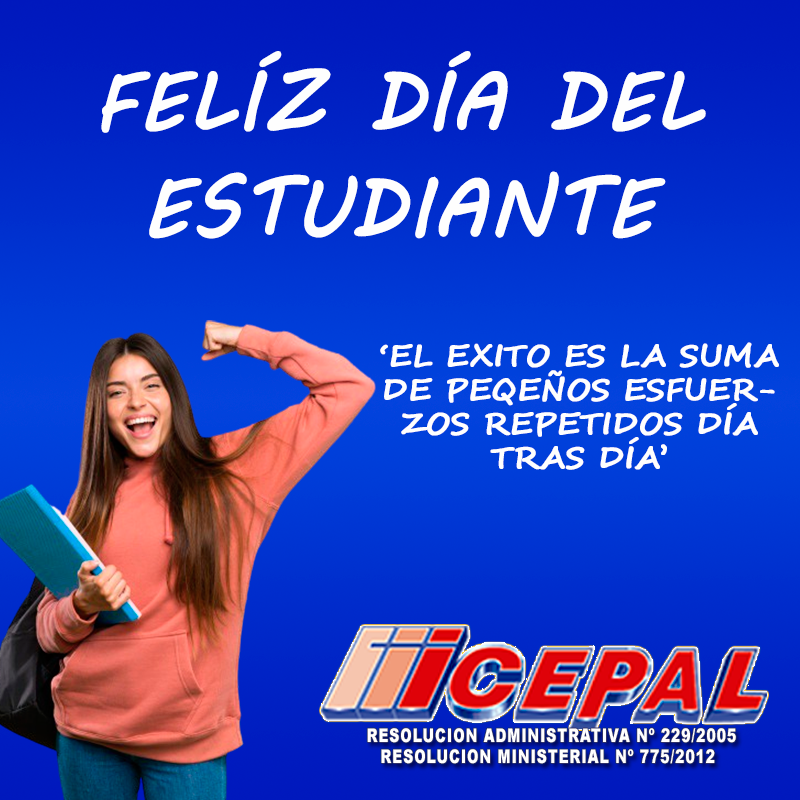 FELÍZ DÍA DEL
ESTUDIANTE
‘EL EXITO ES LA SUMA
DE PEQEÑOS ESFUER-
ZOS REPETIDOS DÍA
TRAS DÍA’
iCEPAL
RESOLUCION ADMINISTRATIVA Nº 229/2005
RESOLUCION MINISTERIAL Nº 775/2012